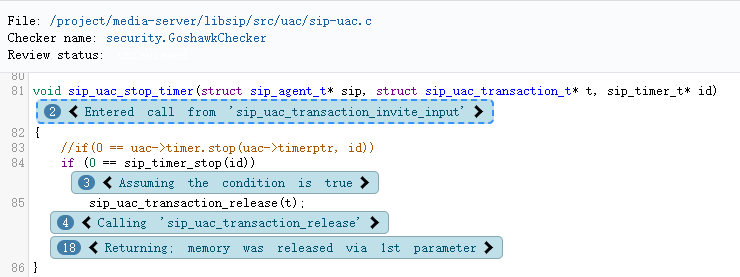 File: /project/media-server/libsip/src/uac/sip-uac.c
Checker name: security.GoshawkChecker
Review status:
80
81 void sip_uac_stop_timer(struct sip_agent_t* sip, struct sip_uac_transaction_t* t, sip_timer_t* id)
2 < Entered call from 'sip_uac_transaction_invite_input' >
82 {
83 //if(0 == uac->timer.stop(uac->timerptr, id))
84 if (0 == sip_timer_stop(id))
3 < Assuming the condition is true >
85 sip_uac_transaction_release(t);
4 < Calling 'sip_uac_transaction_release' >
18 < Returning; memory was released via 1st parameter >
86 }